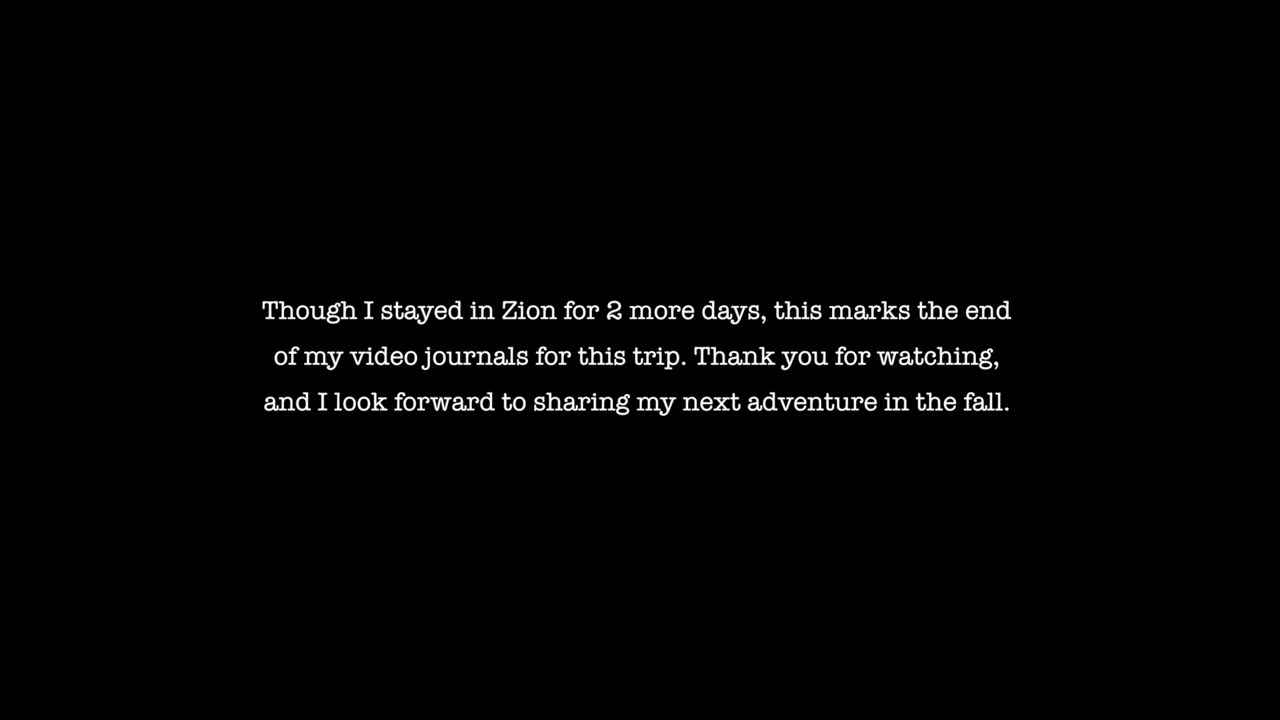 Though I stayed in Zion for 2 more days, this marks the end
of my video journals for this trip. Thank you for watching,
and I look forward to sharing my next adventure in the fall.